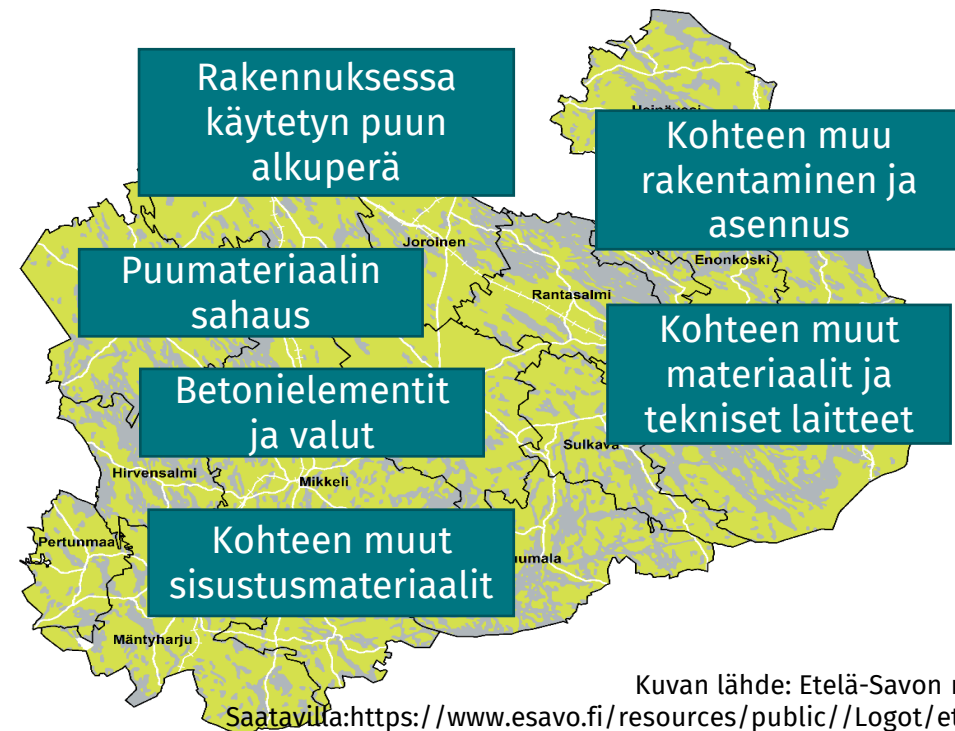 Rakennuksessa
käytetyn puun
alkuperä
Kohteen muu
rakentaminen ja
asennus
Joroinen
Enonkoski
Puumateriaalin
sahaus
Rantasalmi
Kohteen muut
materiaalit ja
tekniset laitteet
Betonielementit
ja valut
Sulkava
Hirvensalmi
Mikkeli
Pertunmaa
Kohteen muut
sisustusmateriaalit
Mäntyharju
Kuvan lähde: Etelä-Savon
Saatavilla:https://www.esavo.fi/resources/public//Logot/et